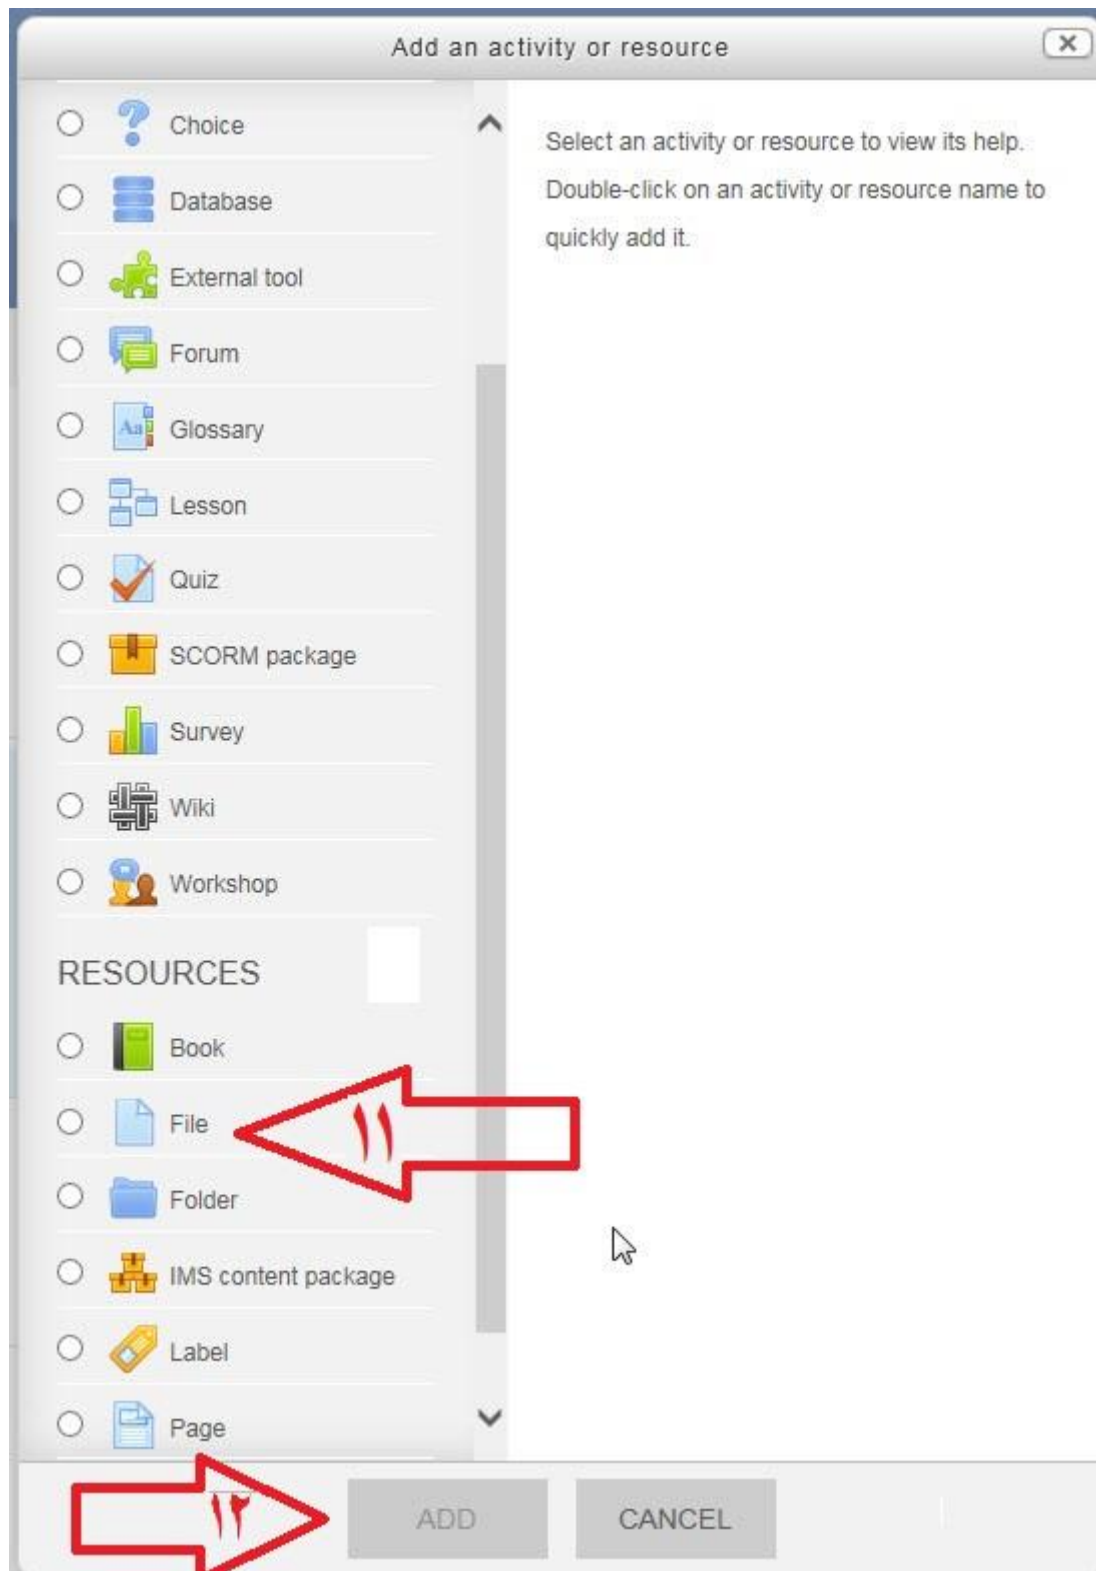 Add an activity or resource
Choice
Database
External tool
Forum
Aa
Glossary
Lesson
Quiz
SCORM package
Survey
Wiki
Workshop
RESOURCES
Book
File
١١
Folder
IMS content package
Label
Page
Select an activity or resource to view its help.
Double-click on an activity or resource name to
quickly add it.
١٢
ADD
CANCEL